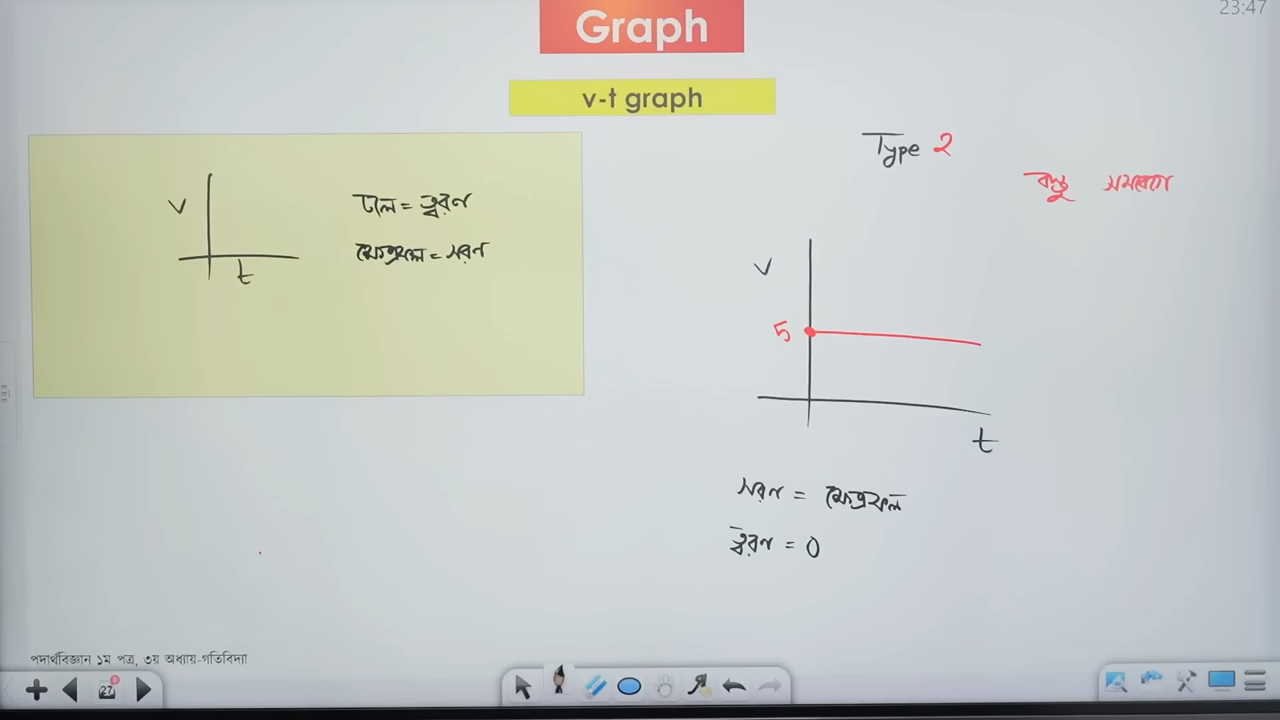 23:47
Graph
v-t graph
Type 2
বস্তু সমবেগে
v
t
ঢাল = ত্বরণ
ক্ষেত্রফল = সরণ
v
5
t
সরণ = ক্ষেত্রফল
ত্বরণ = 0
পদার্থবিজ্ঞান ১ম পত্র, ৩য় অধ্যায়-গতিবিদ্যা
27